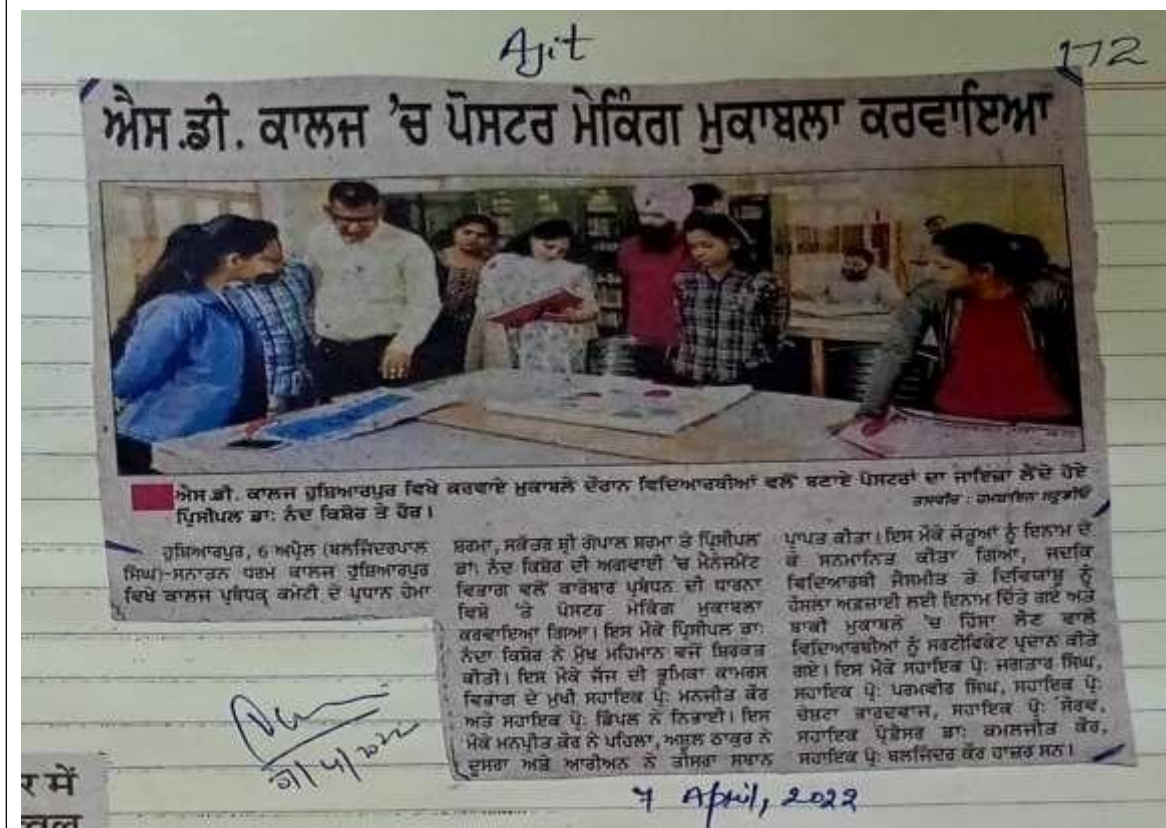 Ajit
172
ਐਸ.ਡੀ. ਕਾਲਜ 'ਚ ਪੋਸਟਰ ਮੇਕਿੰਗ ਮੁਕਾਬਲਾ ਕਰਵਾਇਆ
ਐਸ.ਡੀ. ਕਾਲਜ ਹੁਸ਼ਿਆਰਪੁਰ ਵਿਖੇ ਕਰਵਾਏ ਮੁਕਾਬਲੇ ਦੌਰਾਨ ਵਿਦਿਆਰਥੀਆਂ ਵਲੋਂ ਬਣਾਏ ਪੋਸਟਰਾਂ ਦਾ ਜਾਇਜ਼ਾ ਲੈਂਦੇ ਹੋਏ
ਪ੍ਰਿੰਸੀਪਲ ਡਾ: ਨੰਦ ਕਿਸ਼ੋਰ ਤੇ ਹੋਰ।
ਤਸਵੀਰ :
ਹੁਸ਼ਿਆਰਪੁਰ, 6 ਅਪ੍ਰੈਲ (ਬਲਜਿੰਦਰਪਾਲ
ਸਿੰਘ)-ਸਨਾਤਨ ਧਰਮ ਕਾਲਜ ਹੁਸ਼ਿਆਰਪੁਰ
ਵਿਖੇ ਕਾਲਜ ਪ੍ਰਬੰਧਕ ਕਮੇਟੀ ਦੇ ਪ੍ਰਧਾਨ ਹੇਮਾ
ਸ਼ਰਮਾ, ਸਕੱਤਰ ਸ੍ਰੀ ਗੋਪਾਲ ਸ਼ਰਮਾ ਤੇ ਪ੍ਰਿੰਸੀਪਲ
ਡਾ: ਨੰਦ ਕਿਸ਼ੋਰ ਦੀ ਅਗਵਾਈ 'ਚ ਮੈਨੇਜਮੈਂਟ
ਵਿਭਾਗ ਵਲੋਂ ਕਾਰੋਬਾਰ ਪ੍ਰਬੰਧਨ ਦੀ ਧਾਰਨਾ
ਵਿਸ਼ੇ 'ਤੇ ਪੋਸਟਰ ਮੇਕਿੰਗ ਮੁਕਾਬਲਾ
ਕਰਵਾਇਆ ਗਿਆ। ਇਸ ਮੌਕੇ ਪ੍ਰਿੰਸੀਪਲ ਡਾ:
ਨੰਦਾ ਕਿਸ਼ੋਰ ਨੇ ਮੁੱਖ ਮਹਿਮਾਨ ਵਜੋਂ ਸ਼ਿਰਕਤ
ਕੀਤੀ। ਇਸ ਮੌਕੇ ਜੱਜ ਦੀ ਭੂਮਿਕਾ ਕਾਮਰਸ
ਵਿਭਾਗ ਦੇ ਮੁਖੀ ਸਹਾਇਕ ਪ੍ਰੋ: ਮਨਜੀਤ ਕੌਰ
ਅਤੇ ਸਹਾਇਕ ਪ੍ਰੋ: ਡਿੰਪਲ ਨੇ ਨਿਭਾਈ। ਇਸ
ਮੌਕੇ ਮਨਪ੍ਰੀਤ ਕੌਰ ਨੇ ਪਹਿਲਾ, ਅੰਸ਼ੁਲ ਠਾਕੁਰ ਨੇ
ਦੂਸਰਾ ਅਤੇ ਆਰੀਅਨ ਨੇ ਤੀਸਰਾ ਸਥਾਨ
ਪ੍ਰਾਪਤ ਕੀਤਾ। ਇਸ ਮੌਕੇ ਜੇਤੂਆਂ ਨੂੰ ਇਨਾਮ ਦੇ
ਕੇ ਸਨਮਾਨਿਤ ਕੀਤਾ ਗਿਆ, ਜਦਕਿ
ਵਿਦਿਆਰਥੀ ਜੈਸਮੀਤ ਤੇ ਦਿਵਿਯਾਂਸ਼ੂ ਨੂੰ
ਹੌਸਲਾ ਅਫਜ਼ਾਈ ਲਈ ਇਨਾਮ ਦਿੱਤੇ ਗਏ ਅਤੇ
ਬਾਕੀ ਮੁਕਾਬਲੇ 'ਚ ਹਿੱਸਾ ਲੈਣ ਵਾਲੇ
ਵਿਦਿਆਰਥੀਆਂ ਨੂੰ ਸਰਟੀਫਿਕੇਟ ਪ੍ਰਦਾਨ ਕੀਤੇ
ਗਏ। ਇਸ ਮੌਕੇ ਸਹਾਇਕ ਪ੍ਰੋ: ਜਗਤਾਰ ਸਿੰਘ,
ਸਹਾਇਕ ਪ੍ਰੋ: ਪਰਮਵੀਰ ਸਿੰਘ, ਸਹਾਇਕ ਪ੍ਰੋ:
ਚੇਸ਼ਟਾ ਭਾਰਦਵਾਜ, ਸਹਾਇਕ ਪ੍ਰੋ: ਸੌਰਵ,
ਸਹਾਇਕ ਪ੍ਰੋਫੈਸਰ ਡਾ: ਕਮਲਜੀਤ ਕੌਰ,
ਸਹਾਇਕ ਪ੍ਰੋ: ਬਲਜਿੰਦਰ ਕੌਰ ਹਾਜ਼ਰ ਸਨ।
7 April, 2022
र में